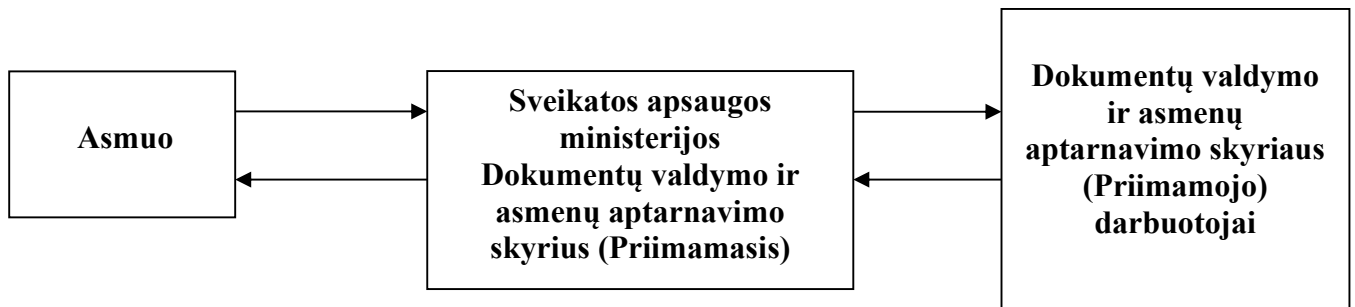 Asmuo
Sveikatos apsaugos
ministerijos
Dokumentų valdymo ir
asmenų aptarnavimo
skyrius (Priimamasis)
Dokumentų valdymo
ir asmenų
aptarnavimo skyriaus
(Priimamojo)
darbuotojai